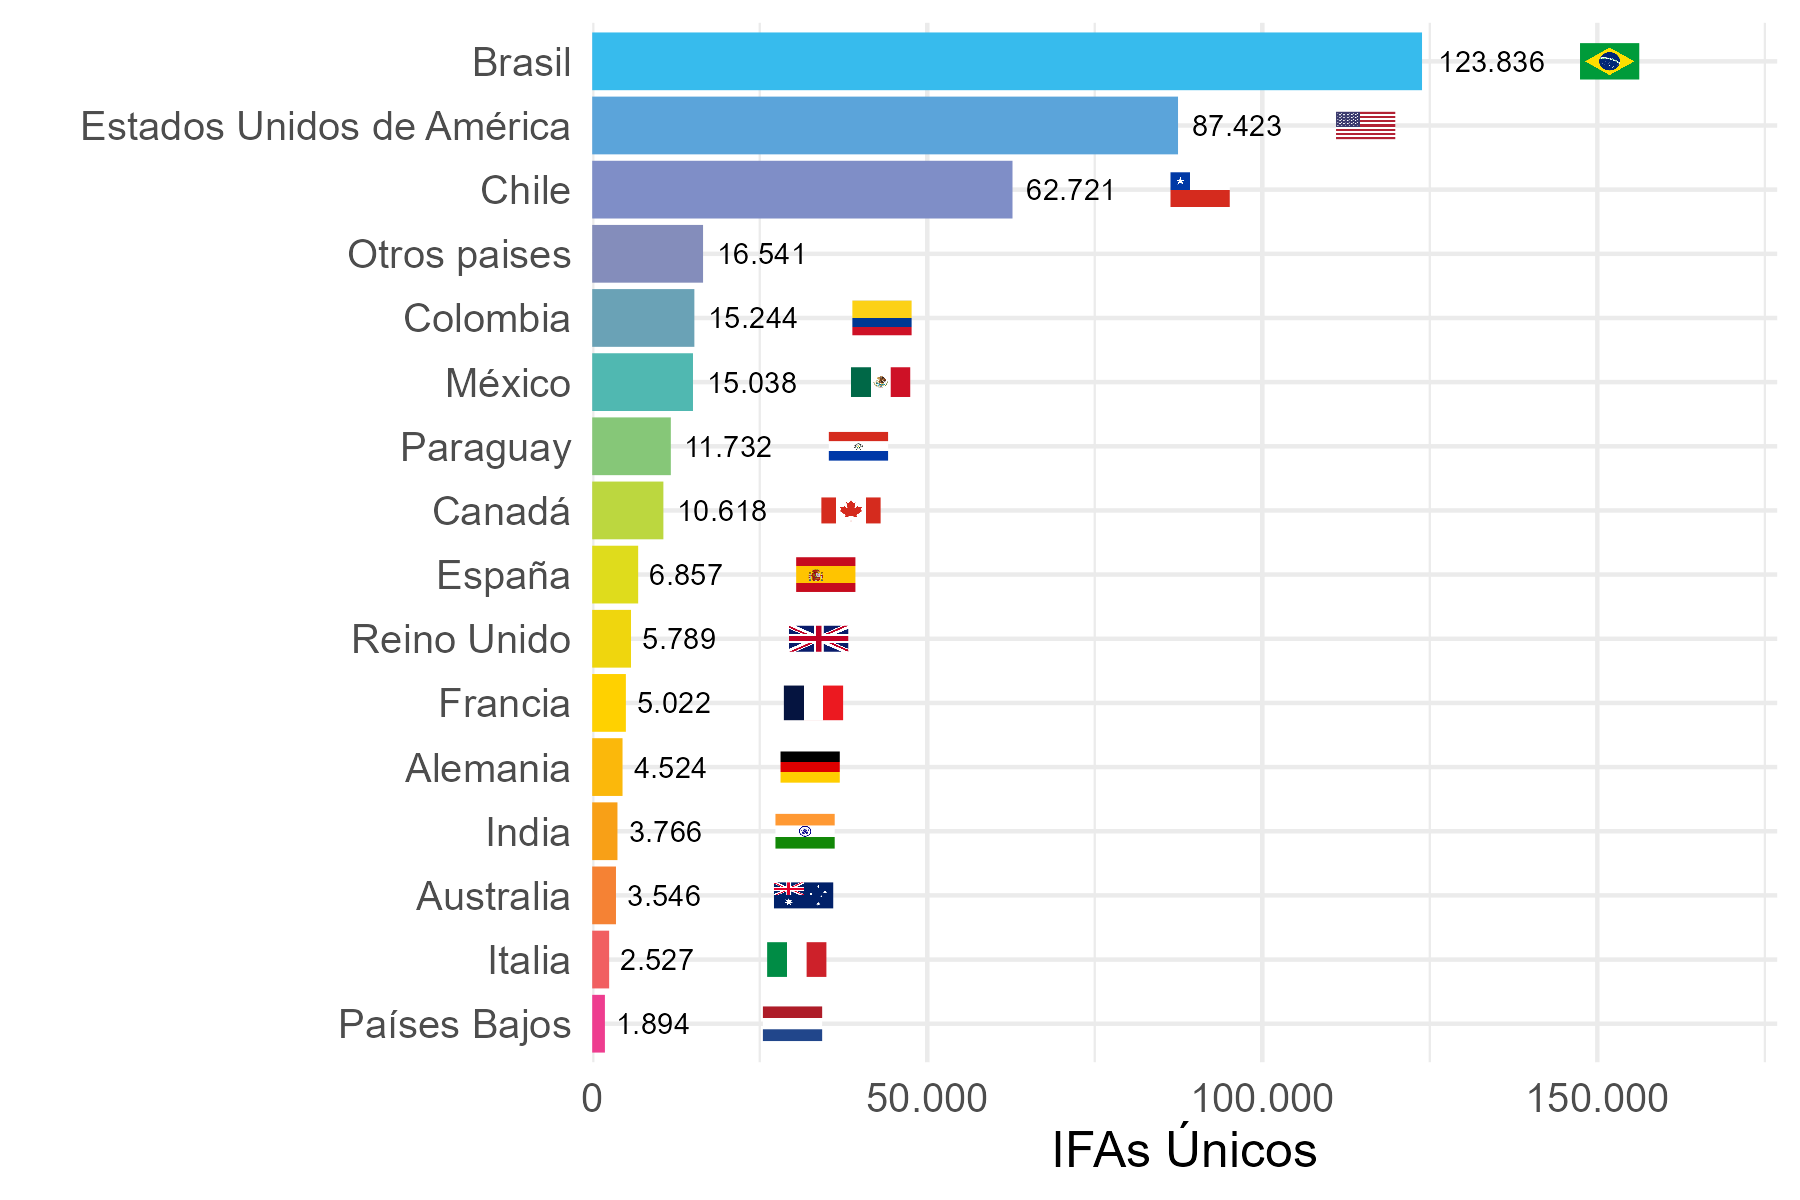 Brasil 123.836
Estados Unidos de América 87.423
Chile 62.721
Otros paises 16.541
Colombia 15.244
México 15.038
Paraguay 11.732
Canadá 10.618
España 6.857
Reino Unido 5.789
Francia 5.022
Alemania 4.524
India 3.766
Australia 3.546
Italia 2.527
Países Bajos 1.894
0 50.000 100.000 150.000
IFAs Únicos